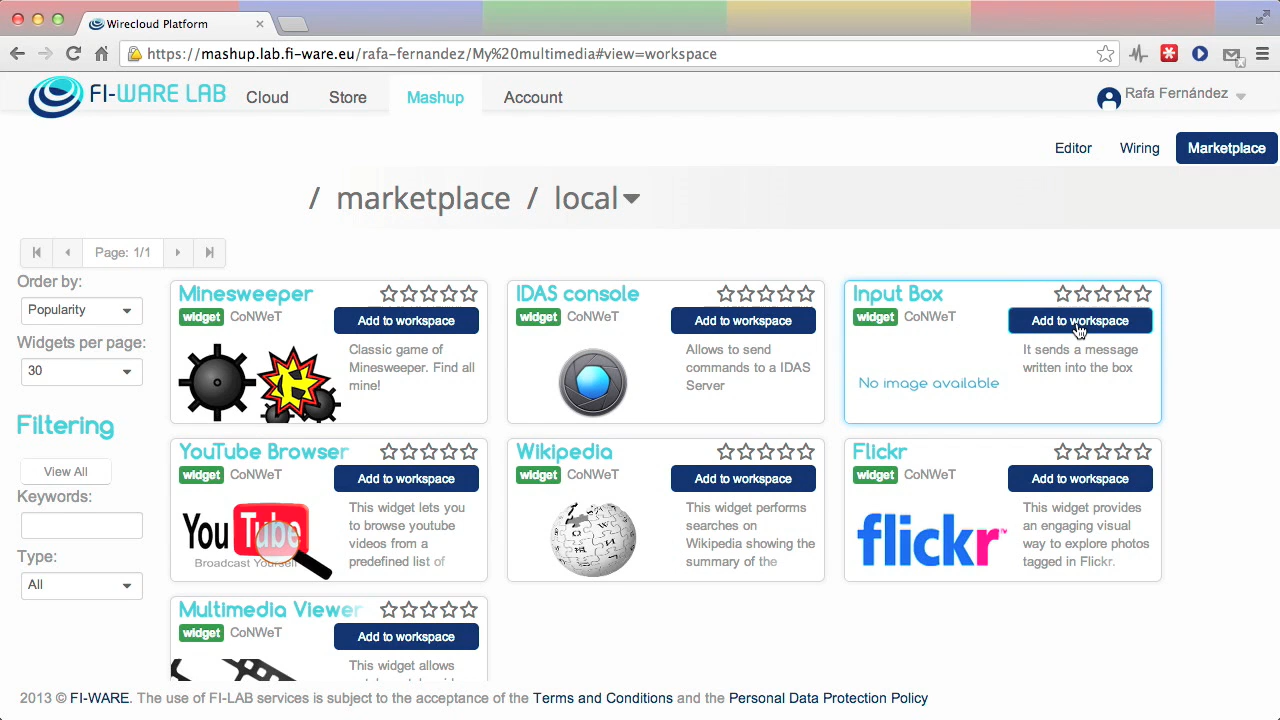 Wirecloud Platform
https://mashup.lab.fi-ware.eu/rafa-fernandez/My%20multimedia#view=workspace
FI-WARE LAB Cloud Store Mashup Account Rafa Fernández
Editor Wiring Marketplace
/ marketplace / local
Page: 1/1
Order by:
Popularity
Widgets per page:
30
Filtering
View All
Keywords:
Type:
All
Minesweeper
widget CoNWeT Add to workspace
Classic game of
Minesweeper. Find all
mine!
IDAS console
widget CoNWeT Add to workspace
Allows to send
commands to a IDAS
Server
Input Box
widget CoNWeT Add to workspace
It sends a message
written into the box
No image available
YouTube Browser
widget CoNWeT Add to workspace
You Tube
Broadcast Yourself
This widget lets you
to browse youtube
videos from a
predefined list of
Wikipedia
widget CoNWeT Add to workspace
This widget performs
searches on
Wikipedia showing the
summary of the
Flickr
widget CoNWeT Add to workspace
flickr™
This widget provides
an engaging visual
way to explore photos
tagged in Flickr.
Multimedia Viewer
widget CoNWeT Add to workspace
This widget allows
2013 © FI-WARE. The use of FI-LAB services is subject to the acceptance of the Terms and Conditions and the Personal Data Protection Policy